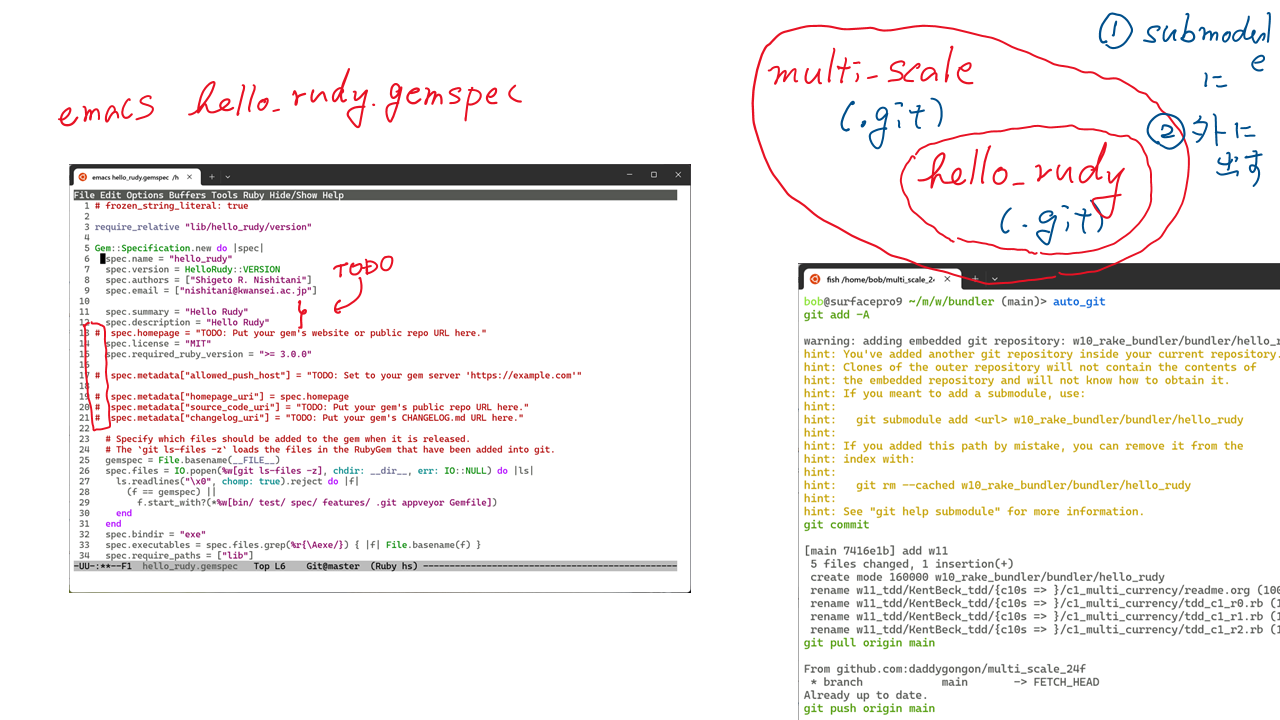 emacs hello_rudy.gemspec
emacs hello_rudy.gemspec /h
File Edit Options Buffers Tools Ruby Hide/Show Help
1 # frozen_string_literal: true
2
3 require_relative "lib/hello_rudy/version"
4
5 Gem::Specification.new do |spec|
6 spec.name = "hello_rudy"
7 spec.version = HelloRudy::VERSION
8 spec.authors = ["Shigeto R. Nishitani"]
9 spec.email = ["nishitani@kwansei.ac.jp"]
10
11 spec.summary = "Hello Rudy"
12 spec.description = "Hello Rudy"
13 # spec.homepage = "TODO: Put your gem's website or public repo URL here."
14 spec.license = "MIT"
15 spec.required_ruby_version = ">= 3.0.0"
16
17 # spec.metadata["allowed_push_host"] = "TODO: Set to your gem server 'https://example.com'"
18
19 # spec.metadata["homepage_uri"] = spec.homepage
20 # spec.metadata["source_code_uri"] = "TODO: Put your gem's public repo URL here."
21 # spec.metadata["changelog_uri"] = "TODO: Put your gem's CHANGELOG.md URL here."
22
23 # Specify which files should be added to the gem when it is released.
24 # The `git ls-files -z` loads the files in the RubyGem that have been added into git.
25 gemspec = File.basename(__FILE__)
26 spec.files = IO.popen(%w[git ls-files -z], chdir: __dir__, err: IO::NULL) do |ls|
27 ls.readlines("\x0", chomp: true).reject do |f|
28 (f == gemspec) ||
29 f.start_with?(*%w[bin/ test/ spec/ features/ .git appveyor Gemfile])
30 end
31 end
32 spec.bindir = "exe"
33 spec.executables = spec.files.grep(%r{\Aexe/}) { |f| File.basename(f) }
34 spec.require_paths = ["lib"]
-UU-:**--F1 hello_rudy.gemspec Top L6 Git@master (Ruby hs) ----------
TODO
multi-scale
(.git)
hello_rudy
(.git)
① submodule
に
② 外に
出す
fish /home/bob/multi_scale_24
bob@surfacepro9 ~/m/w/bundler (main)> auto_git
git add -A
warning: adding embedded git repository: w10_rake_bundler/bundler/hello_r
hint: You've added another git repository inside your current repository.
hint: Clones of the outer repository will not contain the contents of
hint: the embedded repository and will not know how to obtain it.
hint: If you meant to add a submodule, use:
hint:
hint: git submodule add <url> w10_rake_bundler/bundler/hello_rudy
hint:
hint: If you added this path by mistake, you can remove it from the
hint: index with:
hint:
hint: git rm --cached w10_rake_bundler/bundler/hello_rudy
hint:
hint: See "git help submodule" for more information.
git commit
[main 7416e1b] add w11
5 files changed, 1 insertion(+)
create mode 160000 w10_rake_bundler/bundler/hello_rudy
rename w11_tdd/KentBeck_tdd/{c10s => }/c1_multi_currency/readme.org (100
rename w11_tdd/KentBeck_tdd/{c10s => }/c1_multi_currency/tdd_c1_r0.rb (1
rename w11_tdd/KentBeck_tdd/{c10s => }/c1_multi_currency/tdd_c1_r1.rb (1
rename w11_tdd/KentBeck_tdd/{c10s => }/c1_multi_currency/tdd_c1_r2.rb (1
git pull origin main
From github.com:daddygongon/multi_scale_24f
* branch main -> FETCH_HEAD
Already up to date.
git push origin main